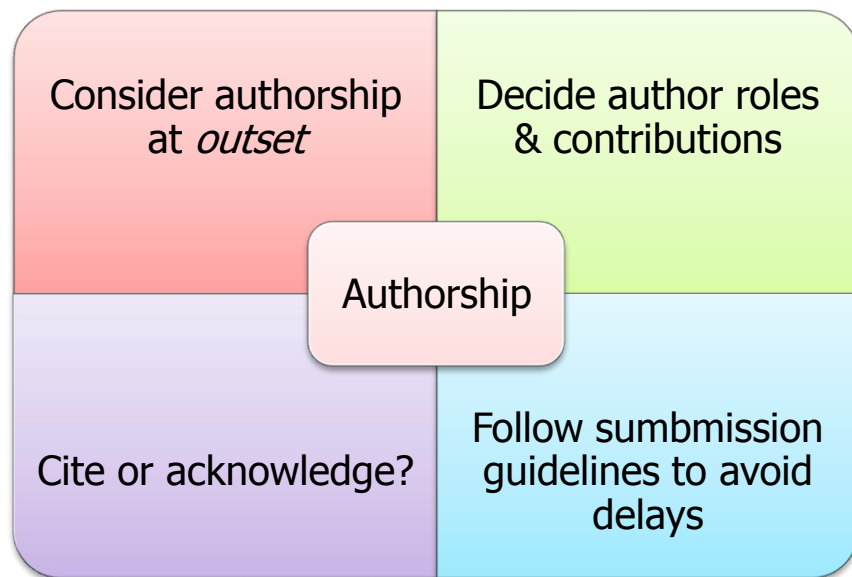 Consider authorship
at outset
Decide author roles
& contributions
Authorship
Cite or acknowledge?
Follow sumbmission
guidelines to avoid
delays